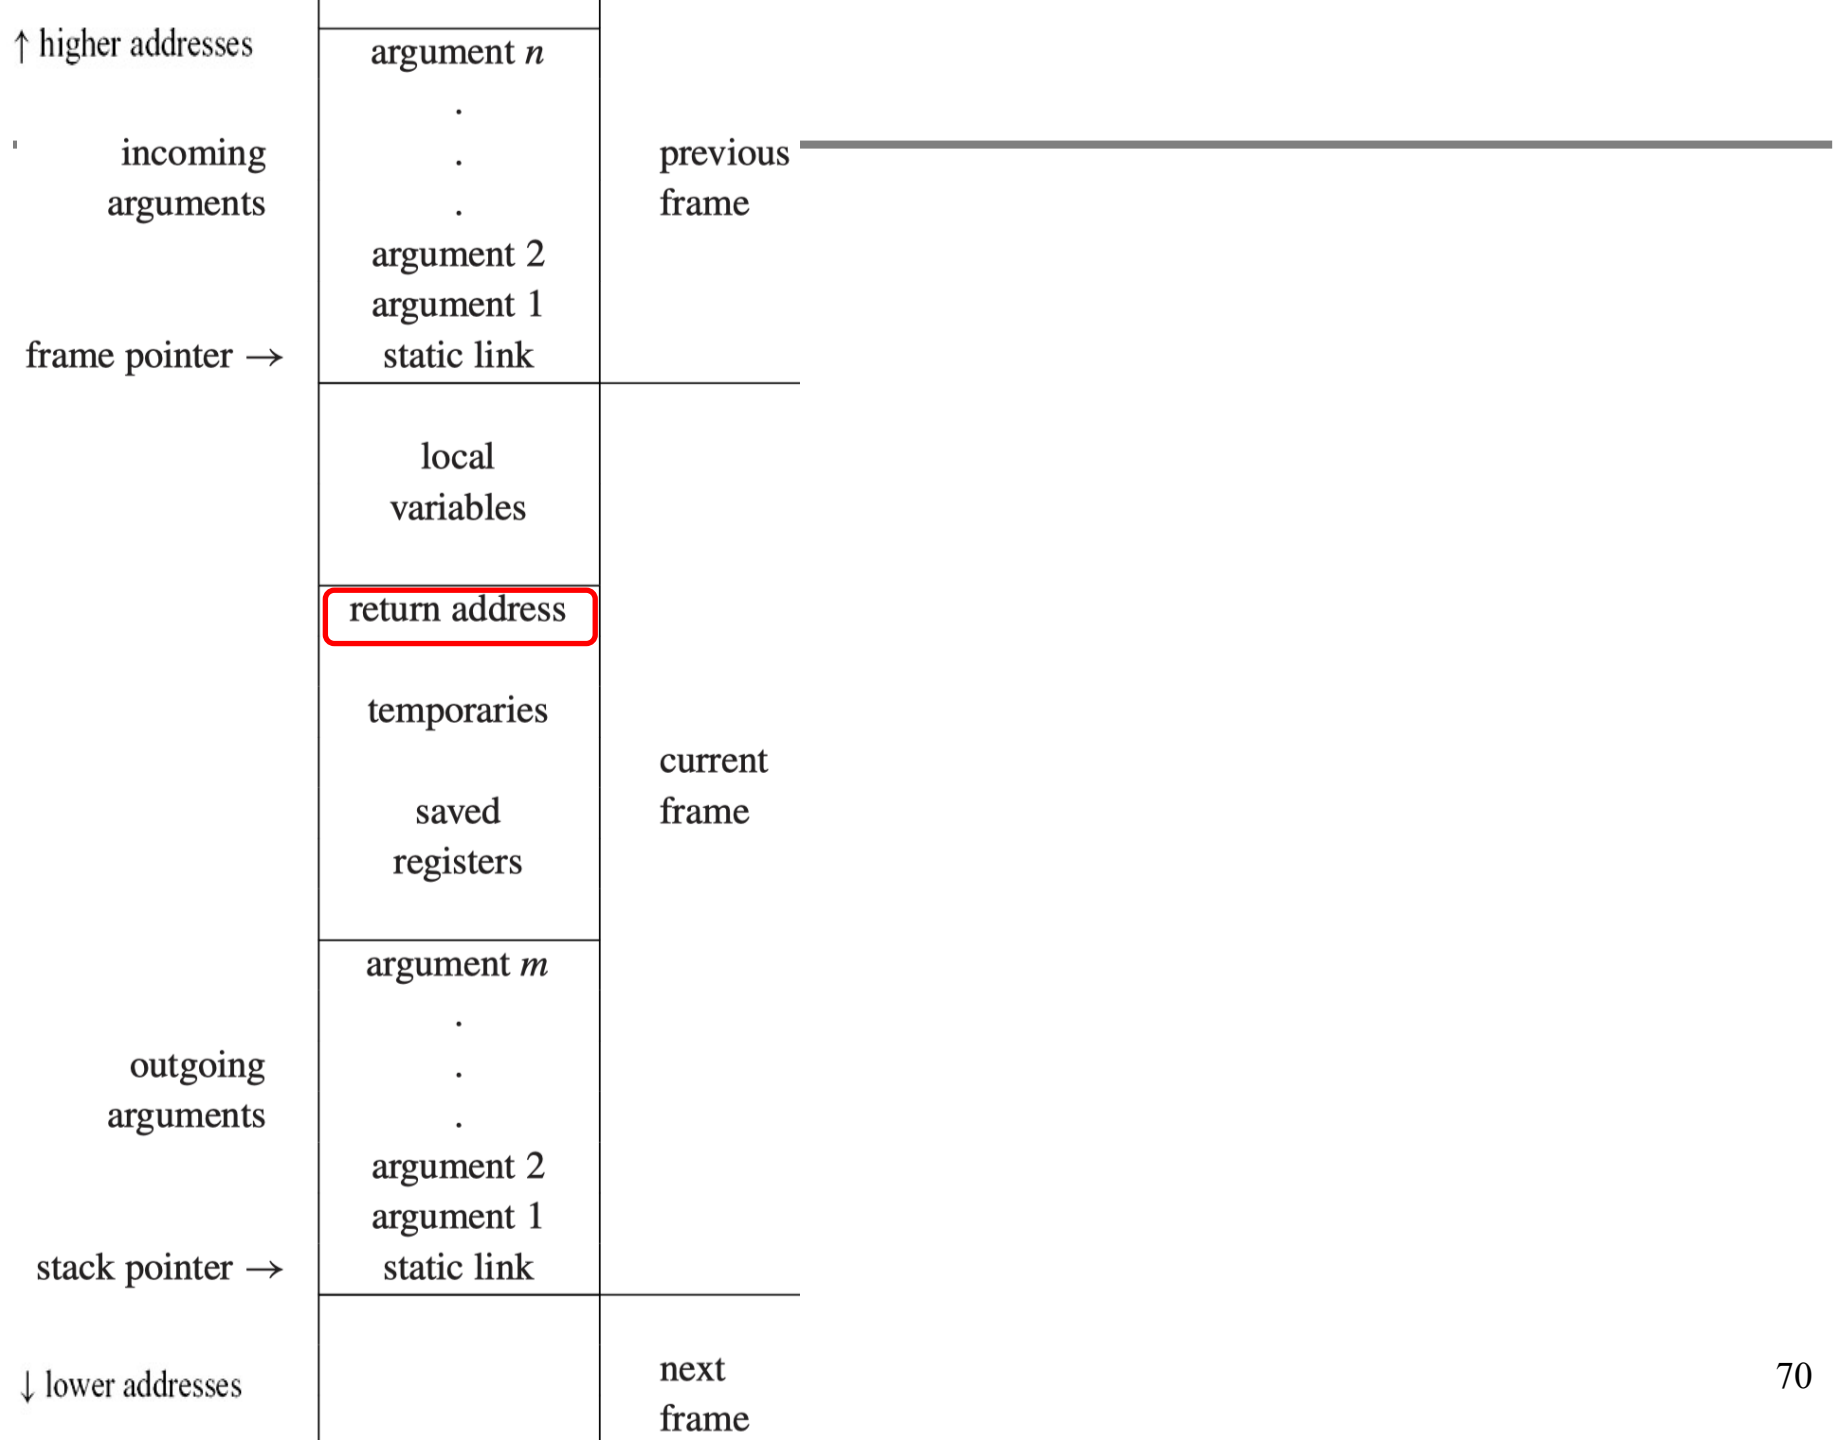 ↑ higher addresses
argument n
.
incoming
arguments
.
.
previous
frame
argument 2
argument 1
frame pointer → static link
local
variables
return address
temporaries
current
frame
saved
registers
argument m
.
outgoing
arguments
.
.
argument 2
argument 1
stack pointer → static link
next
frame
↓ lower addresses
70